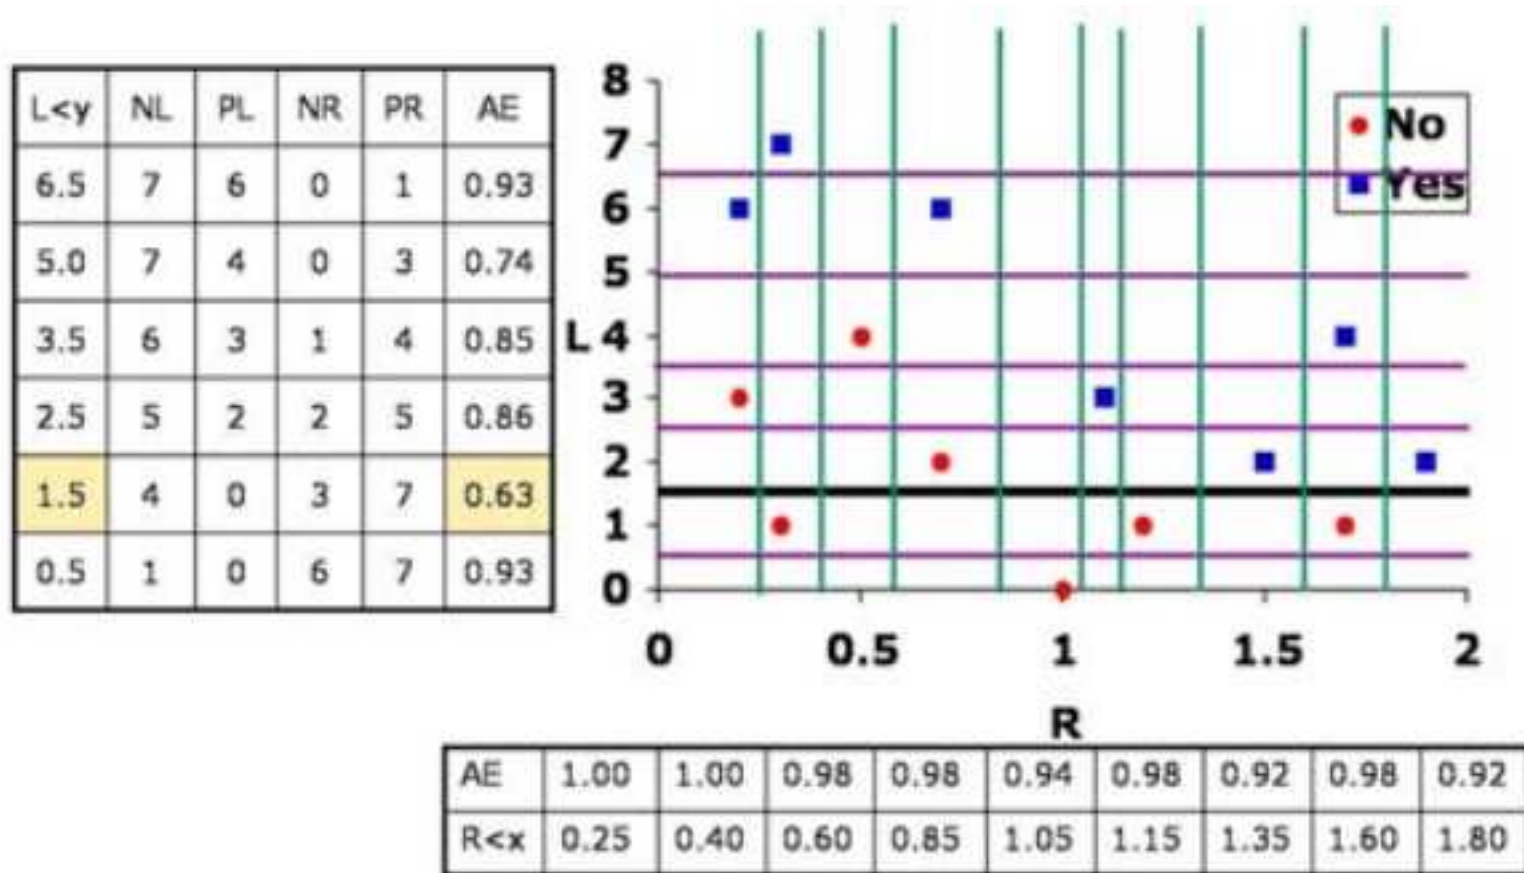 L<y NL PL NR PR AE
6.5 7 6 0 1 0.93
5.0 7 4 0 3 0.74
3.5 6 3 1 4 0.85
2.5 5 2 2 5 0.86
1.5 4 0 3 7 0.63
0.5 1 0 6 7 0.93
8
7
6
5
L 4
3
2
1
0
No
Yes
0 0.5 1 1.5 2
R
AE 1.00 1.00 0.98 0.98 0.94 0.98 0.92 0.98 0.92
R<x 0.25 0.40 0.60 0.85 1.05 1.15 1.35 1.60 1.80